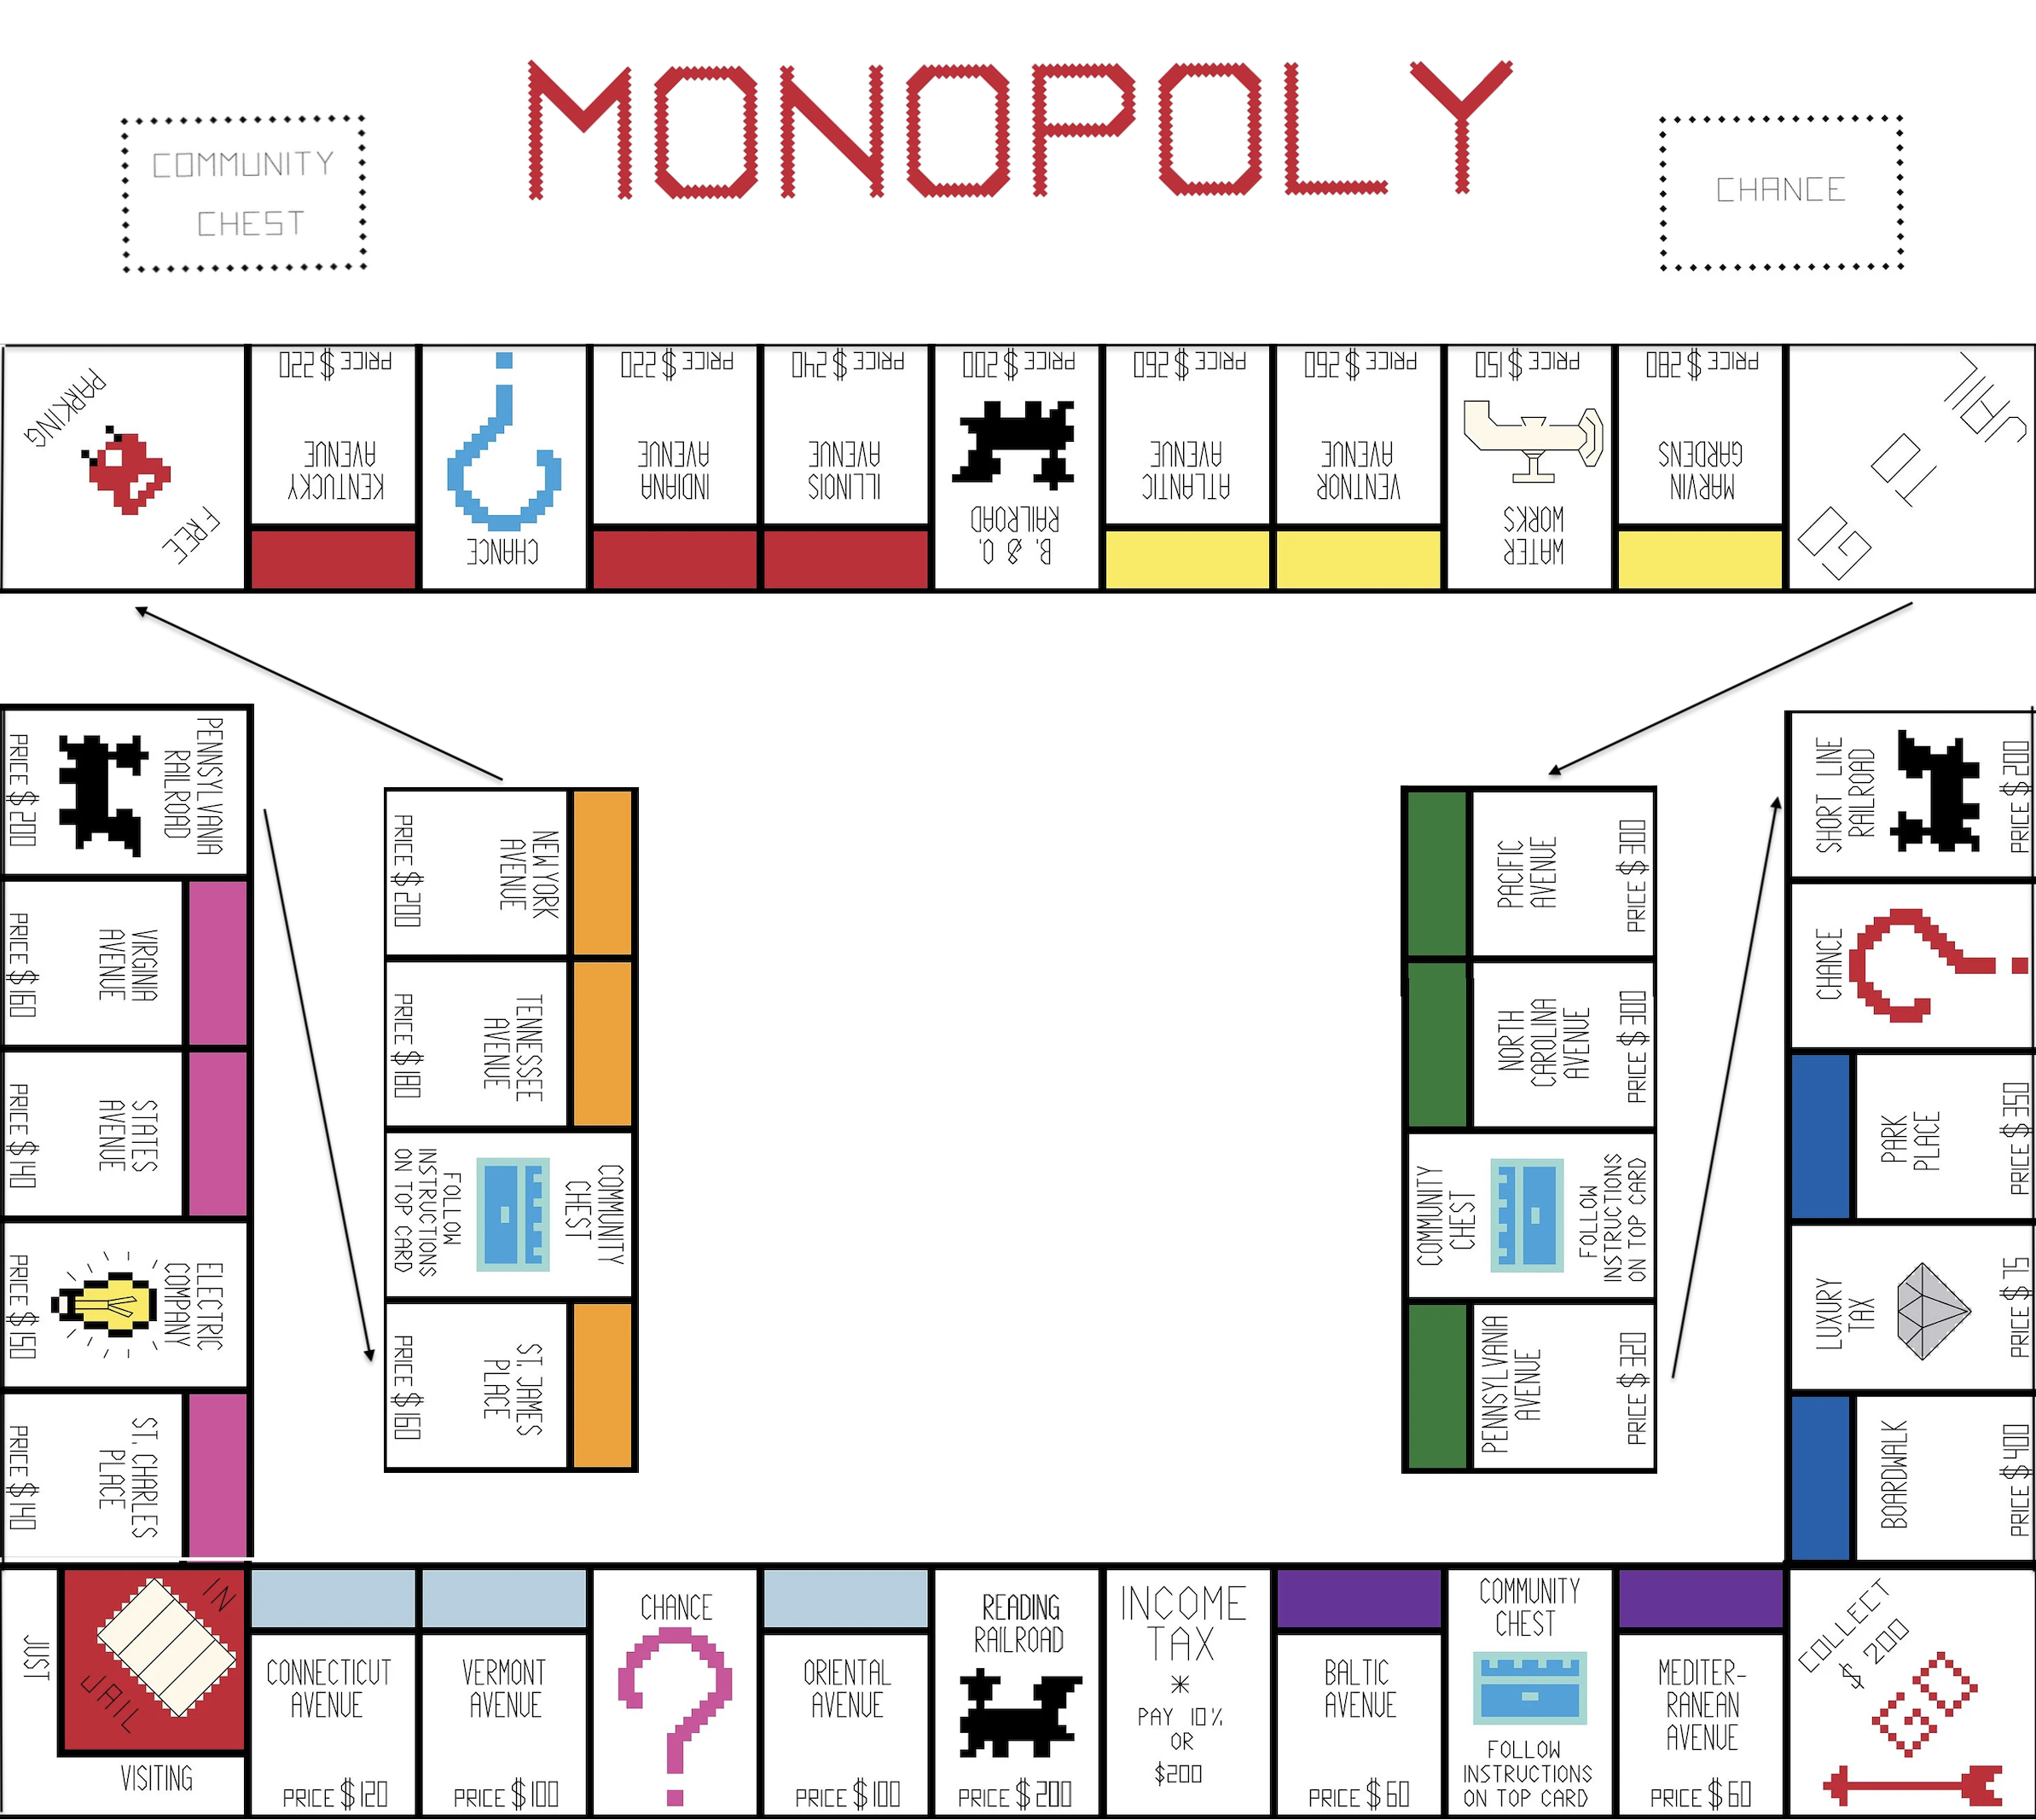 MONOPOLY
COMMUNITY
CHEST
CHANCE
PARKING
FREE
PRICE $220
KENTUCKY
AVENUE
CHANCE
PRICE $220
INDIANA
AVENUE
PRICE $240
ILLINOIS
AVENUE
PRICE $200
B. & O.
RAILROAD
PRICE $260
ATLANTIC
AVENUE
PRICE $260
VENTNOR
AVENUE
PRICE $150
WATER
WORKS
PRICE $280
MARVIN
GARDENS
GO
TO
JAIL
PENNSYLVANIA
RAILROAD
PRICE $200
VIRGINIA
AVENUE
PRICE $160
STATES
AVENUE
PRICE $140
ELECTRIC
COMPANY
PRICE $150
ST. CHARLES
PLACE
PRICE $140
NEW YORK
AVENUE
PRICE $200
TENNESSEE
AVENUE
PRICE $180
COMMUNITY
CHEST
FOLLOW
INSTRUCTIONS
ON TOP CARD
ST. JAMES
PLACE
PRICE $160
PACIFIC
AVENUE
PRICE $300
NORTH
CAROLINA
AVENUE
PRICE $300
COMMUNITY
CHEST
FOLLOW
INSTRUCTIONS
ON TOP CARD
PENNSYLVANIA
AVENUE
PRICE $320
SHORT LINE
RAILROAD
PRICE $200
CHANCE
PARK
PLACE
PRICE $350
LUXURY
TAX
PRICE $75
BOARDWALK
PRICE $400
JUST
VISITING
IN
JAIL
CONNECTICUT
AVENUE
PRICE $120
VERMONT
AVENUE
PRICE $100
CHANCE
ORIENTAL
AVENUE
PRICE $100
READING
RAILROAD
PRICE $200
INCOME
TAX
*
PAY 10%
OR
$200
BALTIC
AVENUE
PRICE $60
COMMUNITY
CHEST
FOLLOW
INSTRUCTIONS
ON TOP CARD
MEDITER-
RANEAN
AVENUE
PRICE $60
COLLECT
$ 200
GO